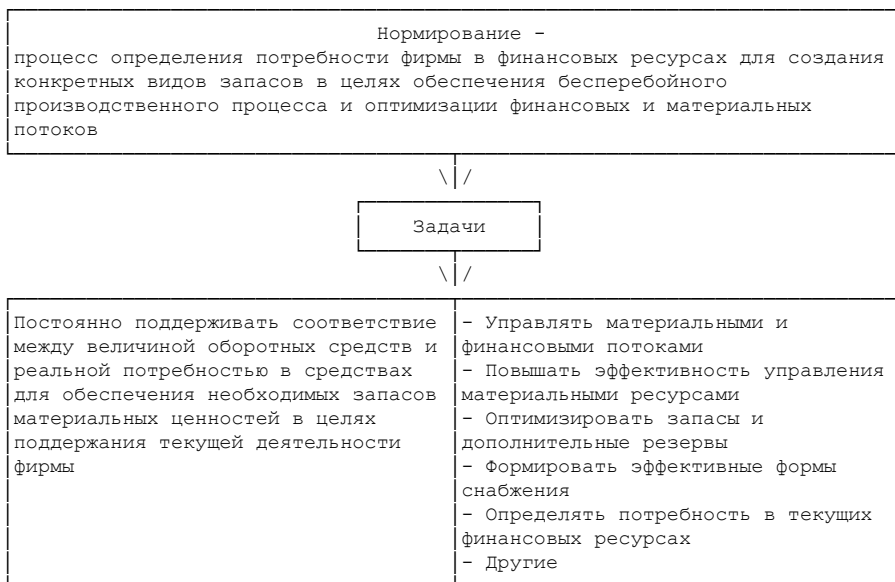 Нормирование -
процесс определения потребности фирмы в финансовых ресурсах для создания
конкретных видов запасов в целях обеспечения бесперебойного
производственного процесса и оптимизации финансовых и материальных
потоков
Задачи
Постоянно поддерживать соответствие
между величиной оборотных средств и
реальной потребностью в средствах
для обеспечения необходимых запасов
материальных ценностей в целях
поддержания текущей деятельности
фирмы
- Управлять материальными и
финансовыми потоками
- Повышать эффективность управления
материальными ресурсами
- Оптимизировать запасы и
дополнительные резервы
- Формировать эффективные формы
снабжения
- Определять потребность в текущих
финансовых ресурсах
- Другие